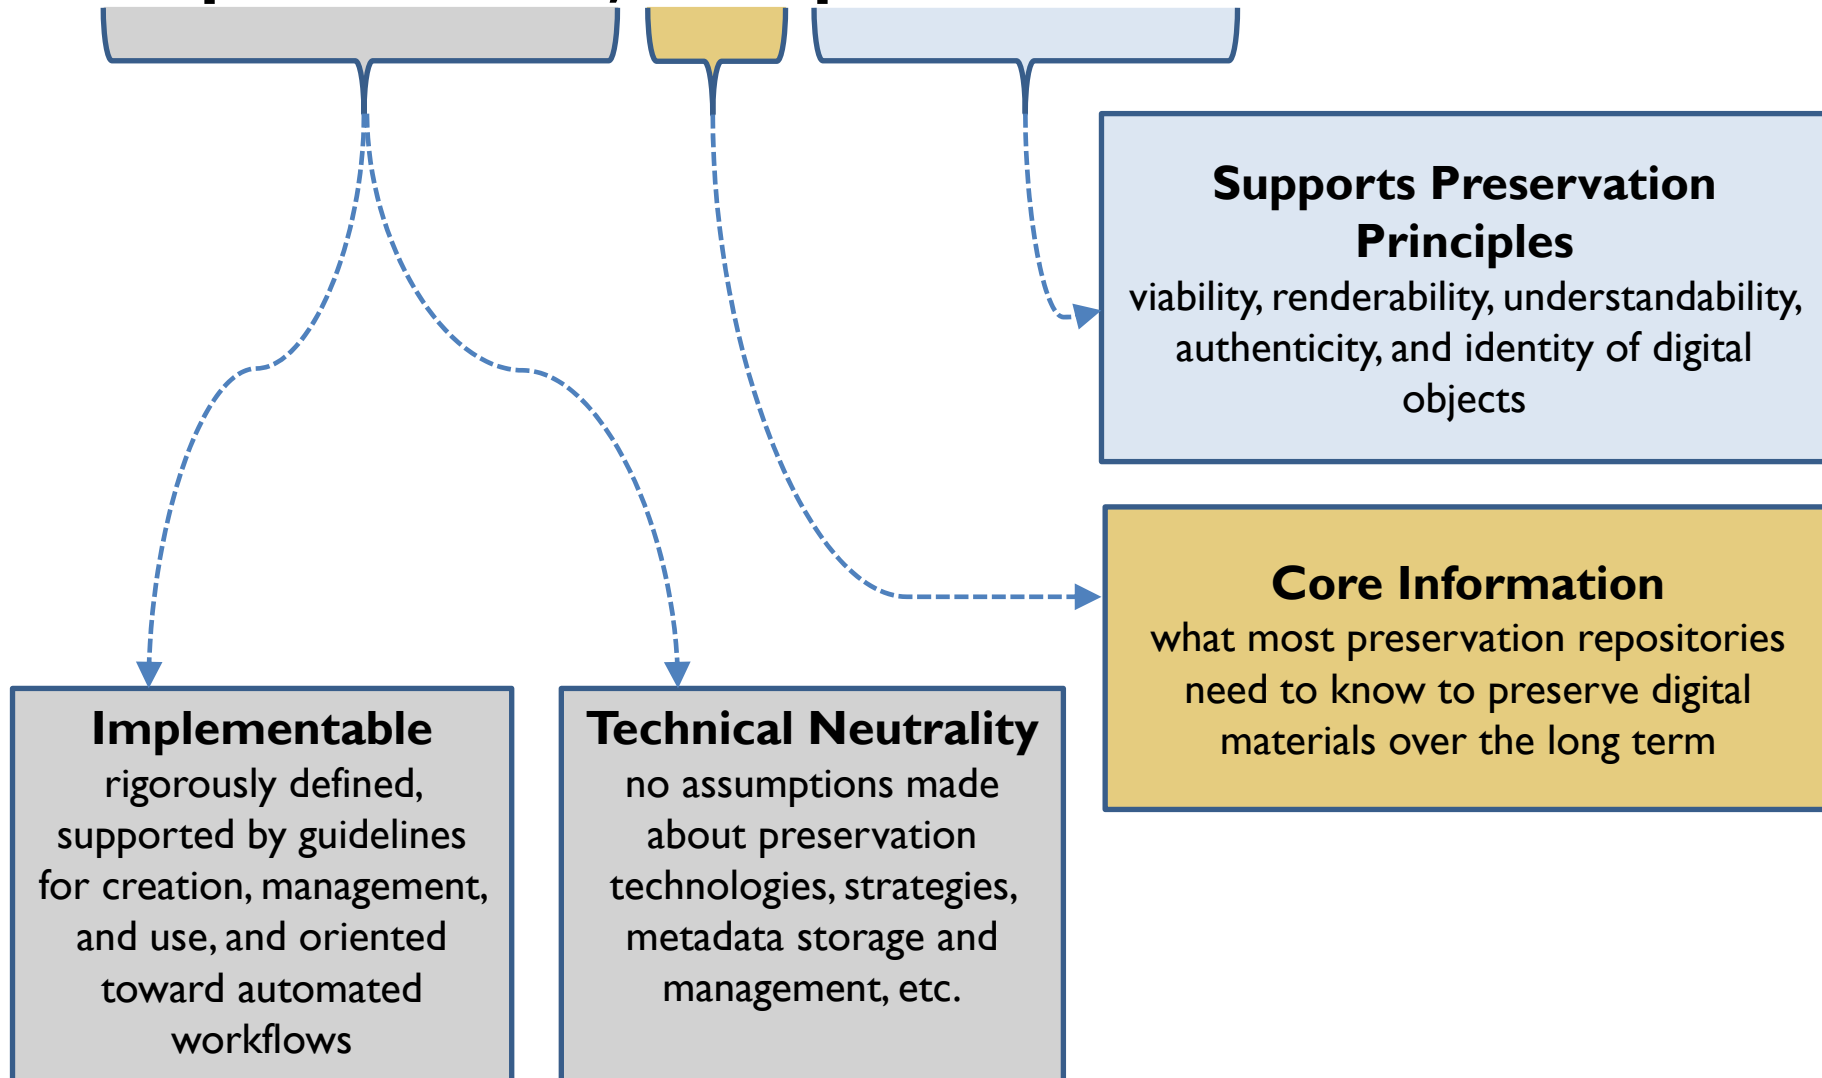 Supports Preservation
Principles
viability, renderability, understandability,
authenticity, and identity of digital
objects
Core Information
what most preservation repositories
need to know to preserve digital
materials over the long term
Implementable
rigorously defined,
supported by guidelines
for creation, management,
and use, and oriented
toward automated
workflows
Technical Neutrality
no assumptions made
about preservation
technologies, strategies,
metadata storage and
management, etc.